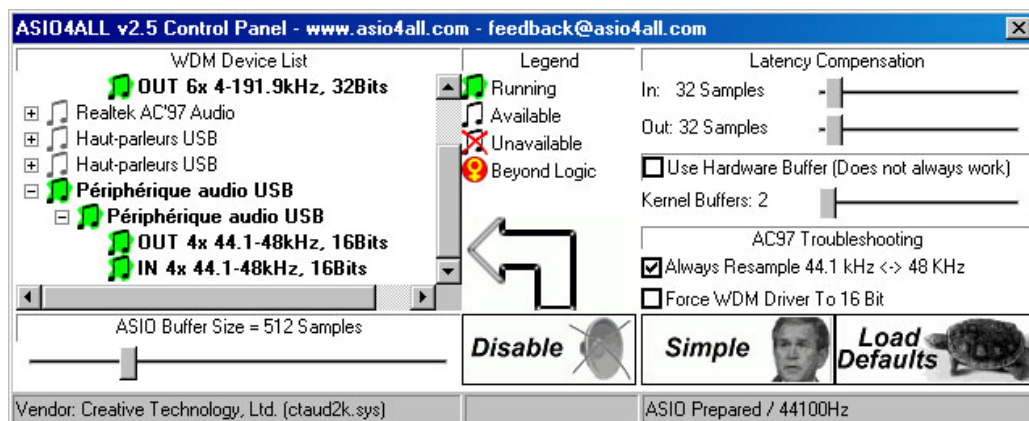 ASIO4ALL v2.5 Control Panel - www.asio4all.com - feedback@asio4all.com
WDM Device List
OUT 6x 4-191.9kHz, 32Bits
Realtek AC'97 Audio
Haut-parleurs USB
Haut-parleurs USB
Périphérique audio USB
Périphérique audio USB
OUT 4x 44.1-48kHz, 16Bits
IN 4x 44.1-48kHz, 16Bits
ASIO Buffer Size = 512 Samples
Legend
Running
Available
Unavailable
Beyond Logic
Latency Compensation
In: 32 Samples
Out: 32 Samples
Use Hardware Buffer (Does not always work)
Kernel Buffers: 2
AC97 Troubleshooting
Always Resample 44.1 kHz <-> 48 KHz
Force WDM Driver To 16 Bit
Disable
Simple
Load
Defaults
Vendor: Creative Technology, Ltd. (ctaud2k.sys)
ASIO Prepared / 44100Hz